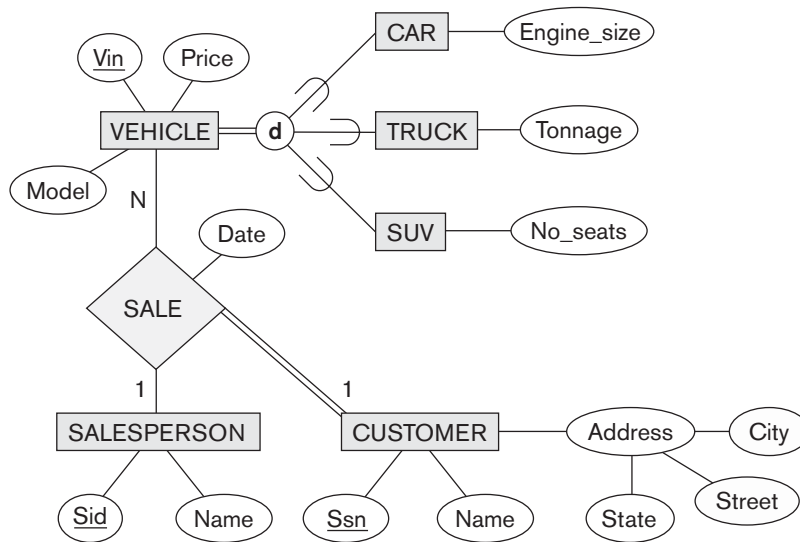 CAR
Engine_size
Vin
Price
VEHICLE
d
TRUCK
Tonnage
Model
N
Date
SUV
No_seats
SALE
1
1
SALESPERSON
CUSTOMER
Address
City
Sid
Name
Ssn
Name
State
Street